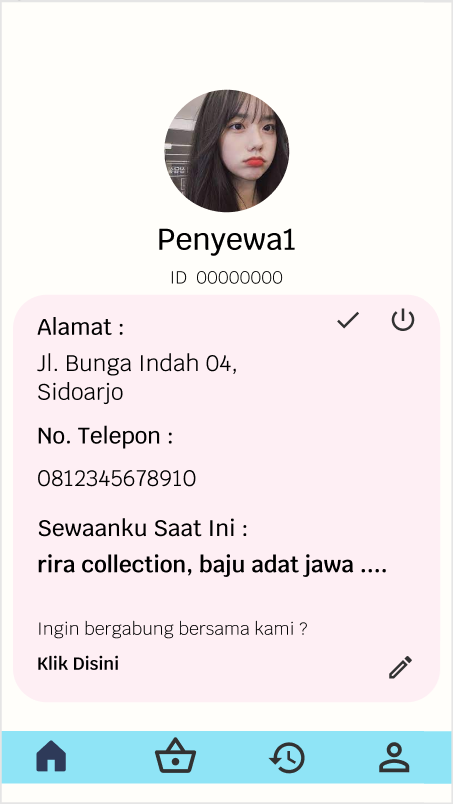 Penyewa1
ID 00000000
Alamat :
Jl. Bunga Indah 04,
Sidoarjo
No. Telepon :
0812345678910
Sewaanku Saat Ini :
rira collection, baju adat jawa ....
Ingin bergabung bersama kami ?
Klik Disini